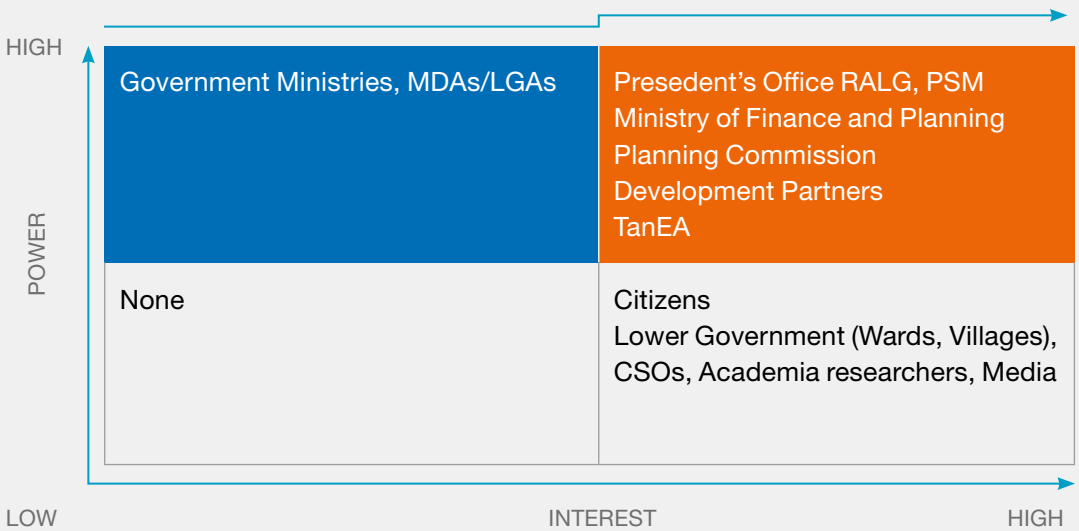 HIGH
Government Ministries, MDAs/LGAs
Presedent’s Office RALG, PSM
Ministry of Finance and Planning
Planning Commission
Development Partners
TanEA
POWER
None
Citizens
Lower Government (Wards, Villages),
CSOs, Academia researchers, Media
LOW
INTEREST
HIGH